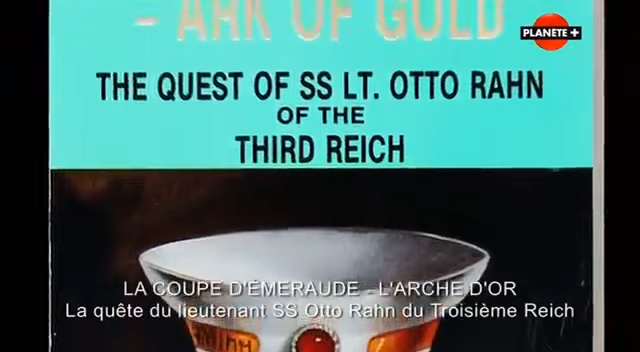 - ARK OF GOLD
PLANETE +
THE QUEST OF SS LT. OTTO RAHN
OF THE
THIRD REICH
LA COUPE D'ÉMERAUDE - L'ARCHE D'OR
La quête du lieutenant SS Otto Rahn du Troisième Reich